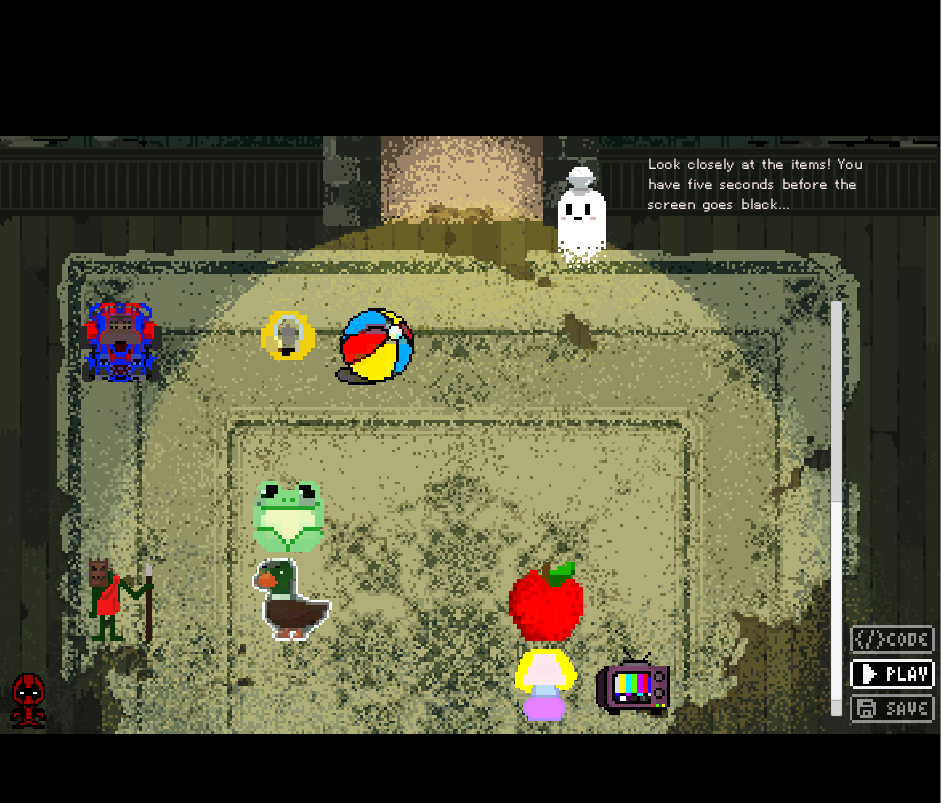 Look closely at the items! You
have five seconds before the
screen goes black...
</>CODE
PLAY
SAVE